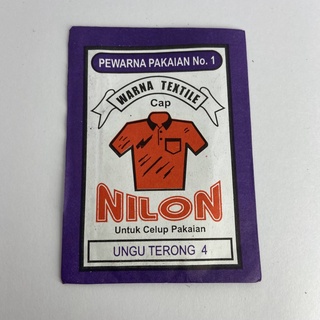 PEWARNA PAKAIAN No. 1
WARNA TEXTILE
Cap
NILON
Untuk Celup Pakaian
UNGU TERONG 4